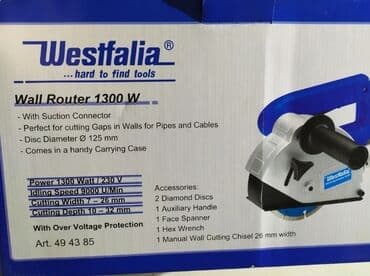 Westfalia®
...hard to find tools
Wall Router 1300 W
- With Suction Connector
- Perfect for cutting Gaps in Walls for Pipes and Cables
- Disc Diameter Ø 125 mm
- Comes in a handy Carrying Case
Power 1300 Watt / 230 V
Idling Speed 9000 U/Min
Cutting Width 7 – 26 mm
Cutting Depth 10 – 32 mm
With Over Voltage Protection
Art. 49 43 85
Accessories:
2 Diamond Discs
1 Auxiliary Handle
1 Face Spanner
1 Hex Wrench
1 Manual Wall Cutting Chisel 26 mm width
Westfalia